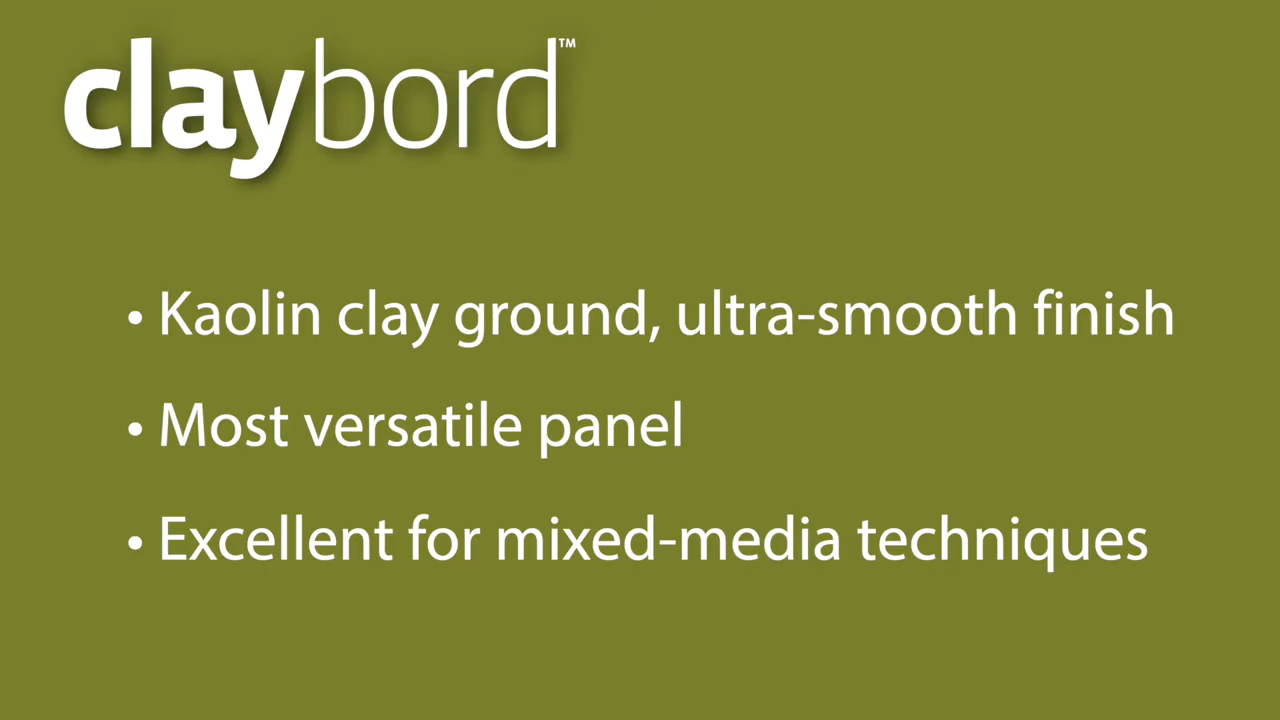 claybord™
• Kaolin clay ground, ultra-smooth finish
• Most versatile panel
• Excellent for mixed-media techniques